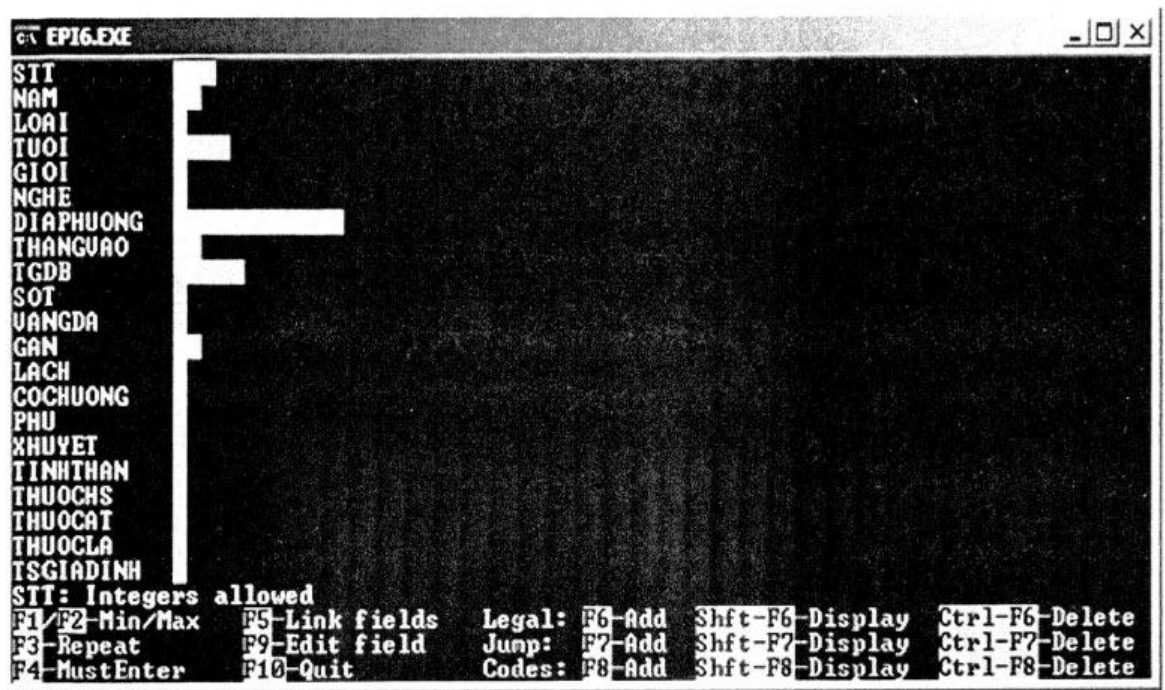 EPI6.EXE
STT
NAM
LOAI
TUOI
GIOI
NGHE
DIAPHUONG
THANGVAO
TGDB
SOT
VANGDA
GAN
LACH
COCHUONG
PHU
XHUYET
TINHTHAN
THUOCHS
THUOCAT
THUOCLA
TSGIADINH
STT: Integers allowed
F1/F2-Min/Max F5-Link fields Legal: F6-Add Shft-F6-Display Ctrl-F6-Delete
F3-Repeat F9-Edit field Jump: F7-Add Shft-F7-Display Ctrl-F7-Delete
F4-MustEnter F10-Quit Codes: F8-Add Shft-F8-Display Ctrl-F8-Delete